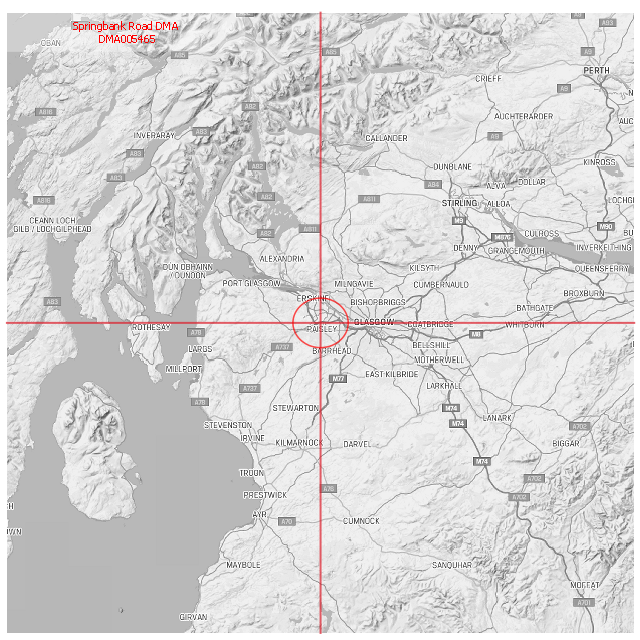 Springbank Road DMA
DMA005465
OBAN
A85
A85
A82
A83
PERTH
A9
CRIEFF
A9
A816
AUCHTERARDER
A9
INVERARAY
A83
CALLANDER
A83
A82
KINROSS
DUNBLANE
A83
A84
ALVA
DOLLAR
A82
A811
STIRLING
ALLOA
A816
CEANN LOCH
GILB / LOCHGILPHEAD
M9
M90
A82
A811
CULROSS
M876
DENNY
GRANGEMOUTH
INVERKEITHING
ALEXANDRIA
DUN OBHAINN
/ DUNOON
KILSYTH
QUEENSFERRY
PORT GLASGOW
MILNGAVIE
CUMBERNAULD
BROXBURN
A83
ERSKINE
BISHOPBRIGGS
BATHGATE
ROTHESAY
PAISLEY
GLASGOW
COATBRIDGE
WHITBURN
A78
M8
LARGS
A737
BARRHEAD
BELLSHILL
MOTHERWELL
MILLPORT
M77
EAST KILBRIDE
LARKHALL
A737
A78
STEWARTON
M74
LANARK
STEVENSTON
M74
A702
IRVINE
KILMARNOCK
DARVEL
BIGGAR
M74
TROON
A702
PRESTWICK
A76
A702
AYR
A70
CUMNOCK
MAYBOLE
SANQUHAR
MOFFAT
A701
GIRVAN